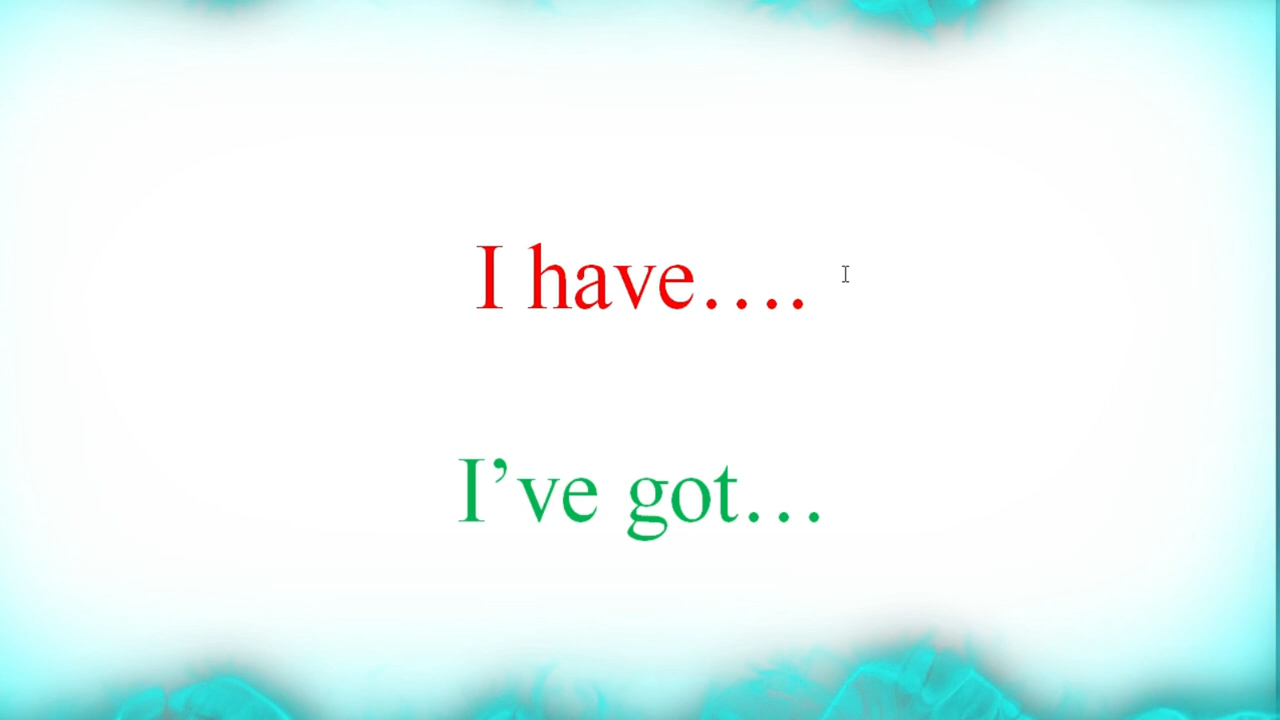 I have….
I’ve got…